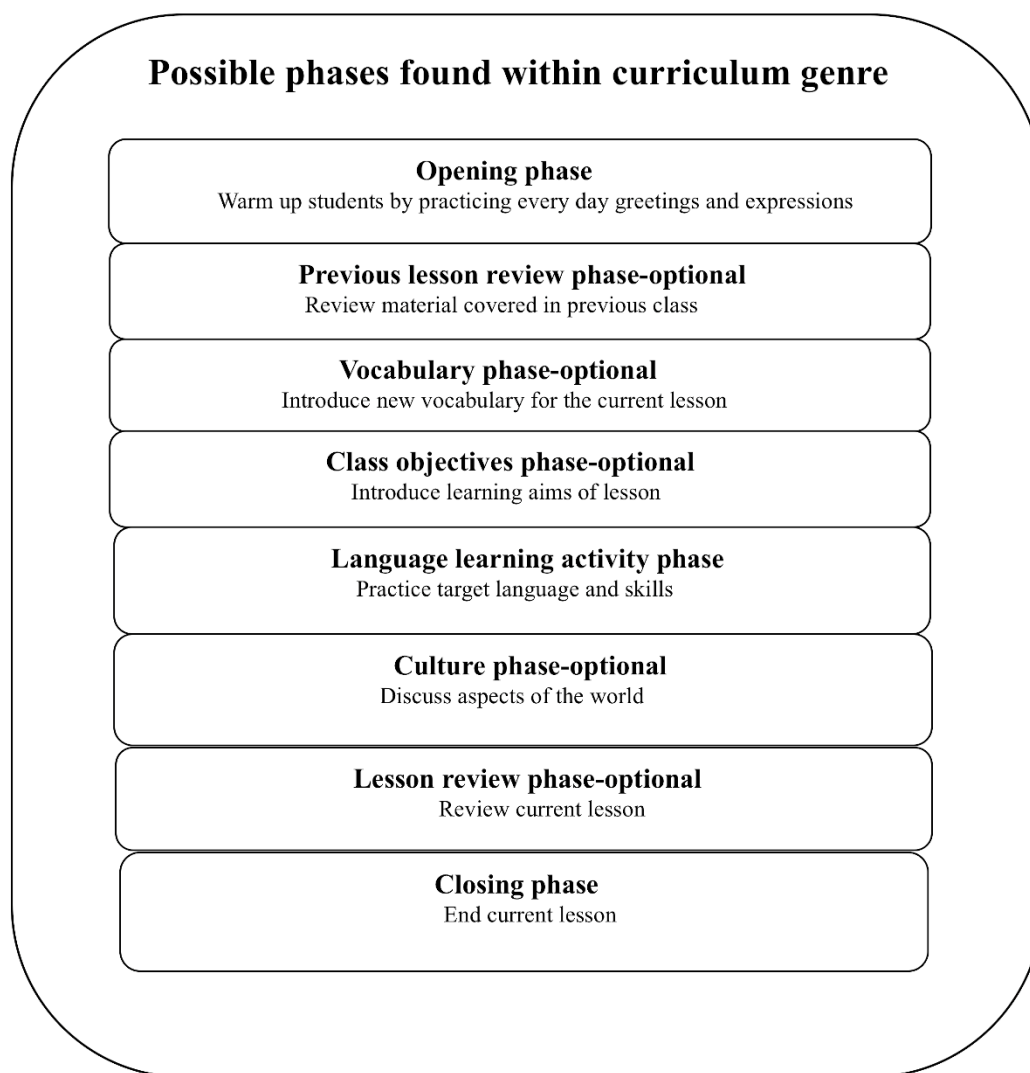 Possible phases found within curriculum genre
Opening phase
Warm up students by practicing every day greetings and expressions
Previous lesson review phase-optional
Review material covered in previous class
Vocabulary phase-optional
Introduce new vocabulary for the current lesson
Class objectives phase-optional
Introduce learning aims of lesson
Language learning activity phase
Practice target language and skills
Culture phase-optional
Discuss aspects of the world
Lesson review phase-optional
Review current lesson
Closing phase
End current lesson